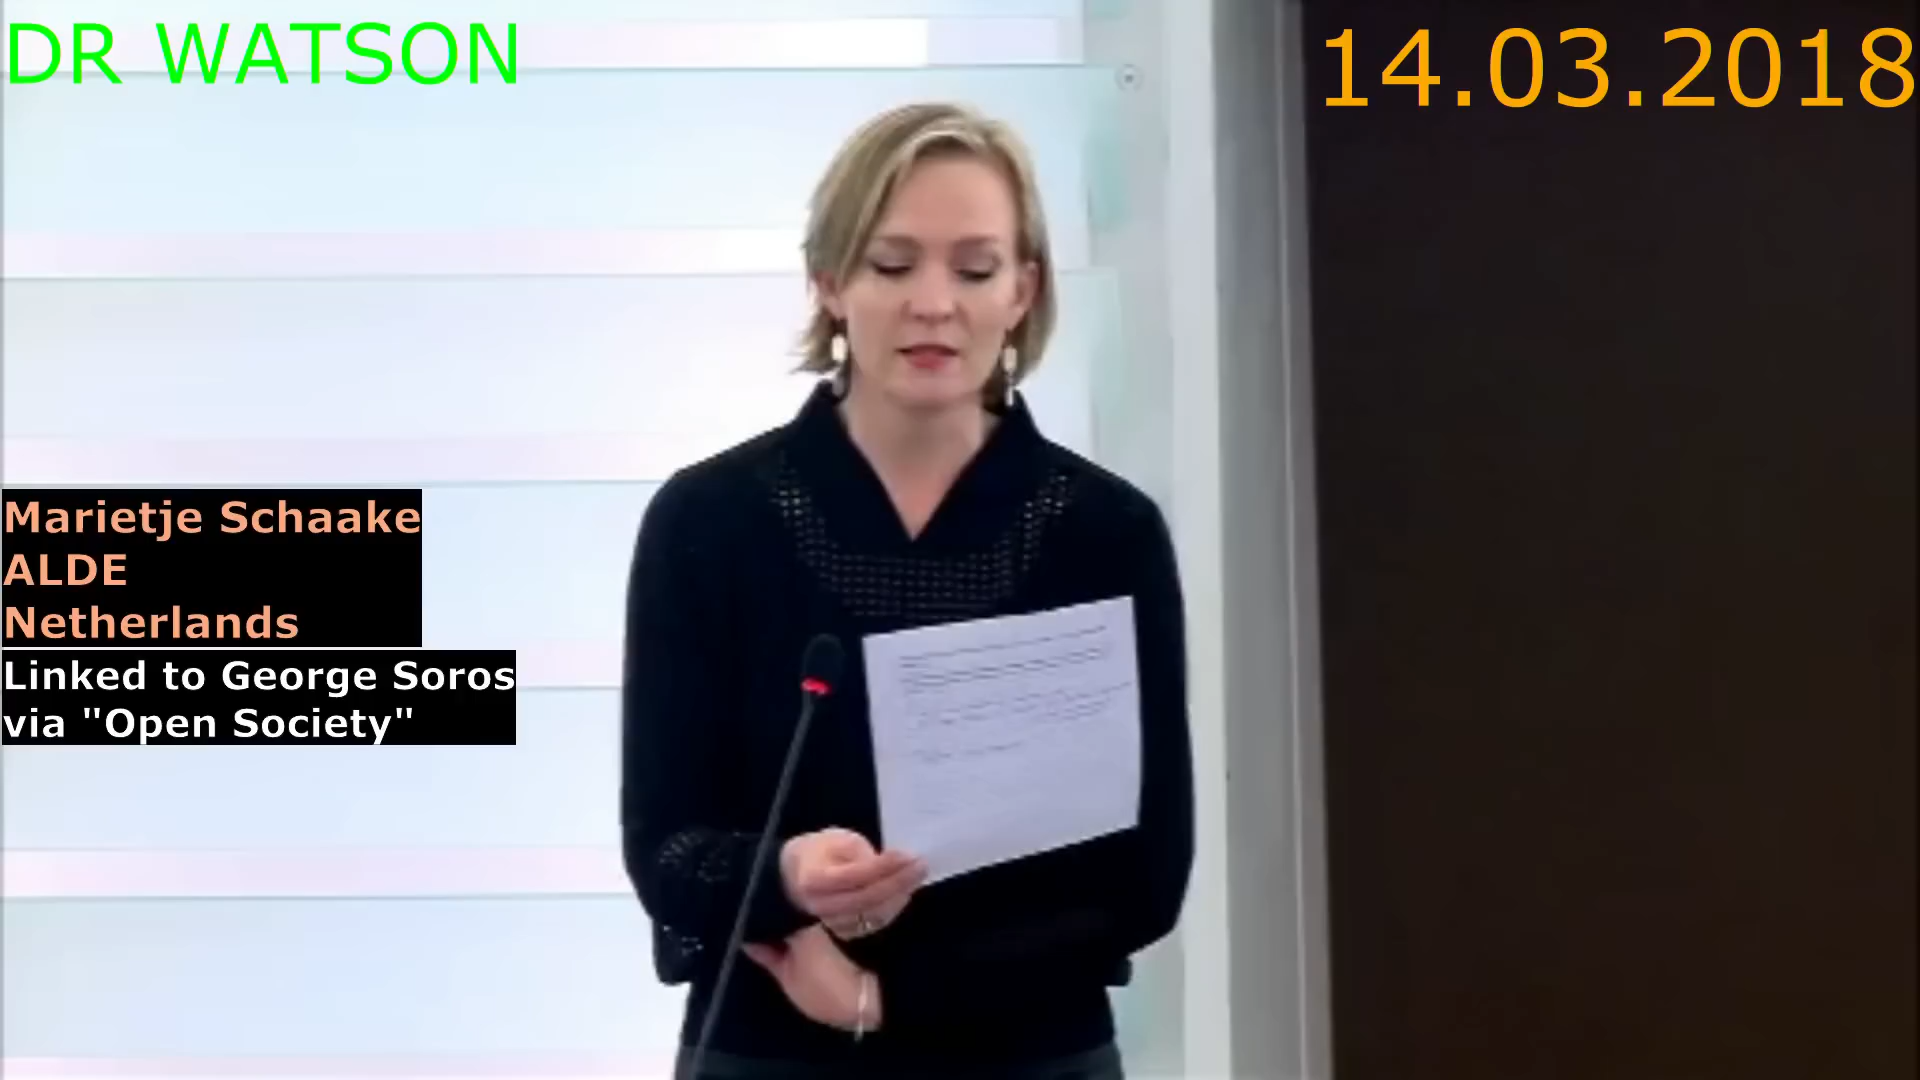 DR WATSON
14.03.2018
Marietje Schaake
ALDE
Netherlands
Linked to George Soros
via "Open Society"